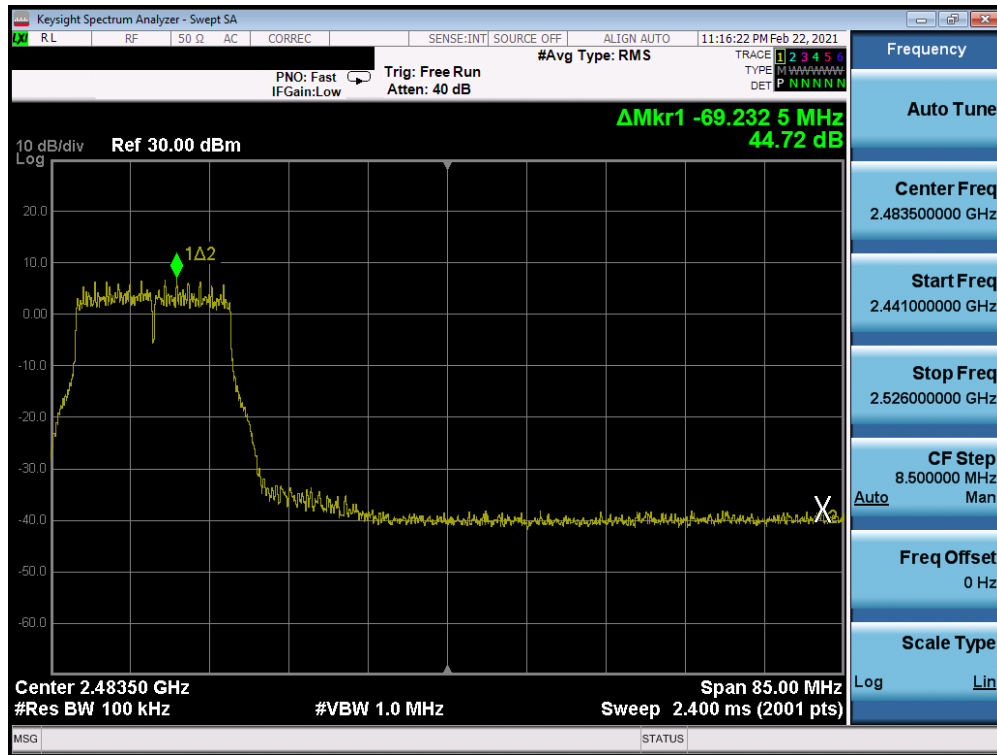 Keysight Spectrum Analyzer - Swept SA
LXI RL RF 50 Ω AC CORREC SENSE:INT SOURCE OFF ALIGN AUTO 11:16:22 PM Feb 22, 2021
#Avg Type: RMS
TRACE 1 2 3 4 5 6
PNO: Fast Trig: Free Run TYPE M WWWWW
IFGain:Low Atten: 40 dB DET P N N N N N
ΔMkr1 -69.232 5 MHz
44.72 dB
10 dB/div Ref 30.00 dBm
Log
20.0
1Δ2
10.0
0.00
-10.0
-20.0
-30.0
X2
-40.0
-50.0
-60.0
Center 2.48350 GHz Span 85.00 MHz
#Res BW 100 kHz #VBW 1.0 MHz Sweep 2.400 ms (2001 pts)
MSG STATUS
Frequency
Auto Tune
Center Freq
2.483500000 GHz
Start Freq
2.441000000 GHz
Stop Freq
2.526000000 GHz
CF Step
8.500000 MHz
Auto Man
Freq Offset
0 Hz
Scale Type
Log Lin